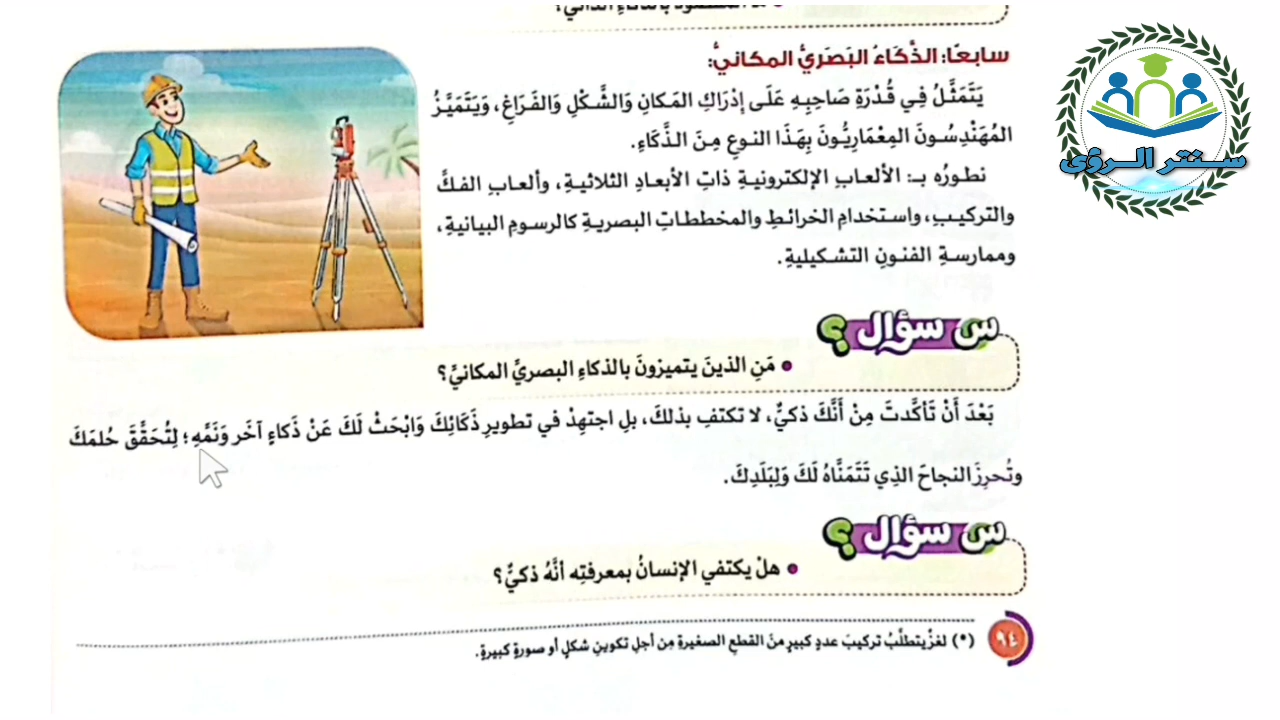 سابعًا: الذَّكَاءُ البَصَرِيُّ المكانيُّ:
يَتَمَثَّلُ فِي قُدْرَةِ صَاحِبِهِ عَلَى إِدْرَاكِ المَكانِ وَالشَّكْلِ وَالفَرَاغِ، وَيَتَمَيَّزُ
المُهَنْدِسُونَ المِعْمَارِيُّونَ بِهَذَا النوعِ مِنَ الذَّكَاءِ.
نطورُه بـ: الألعابِ الإلكترونيةِ ذاتِ الأبعادِ الثلاثيةِ، وألعابِ الفكِّ
والتركيبِ، واستخدامِ الخرائطِ والمخططاتِ البصريةِ كالرسومِ البيانيةِ،
وممارسةِ الفنونِ التشكيليةِ.
س سؤال ؟
• مَنِ الذينَ يتميزونَ بالذكاءِ البصريِّ المكانيِّ؟
بَعْدَ أَنْ تَأكَّدتَ مِنْ أَنَّكَ ذكيٌّ، لا تكتفِ بذلكَ، بلِ اجتهِدْ في تطويرِ ذَكَائِكَ وَابْحَثْ لَكَ عَنْ ذَكاءٍ آخَر وَنَمِّهِ؛ لِتُحَقِّقَ حُلمَكَ
وتُحرِزَ النجاحَ الذِي تَتَمَنَّاهُ لَكَ وَلِبَلَدِكَ.
س سؤال ؟
• هلْ يكتفي الإنسانُ بمعرفتِه أنَّهُ ذكيٌّ؟
٩٤
(*) لغزٌ يتطلَّبُ تركيبَ عددٍ كبيرٍ منَ القطعِ الصغيرةِ مِن أجلِ تكوينِ شكلٍ أو صورةٍ كبيرةٍ.
سنتر الرؤى